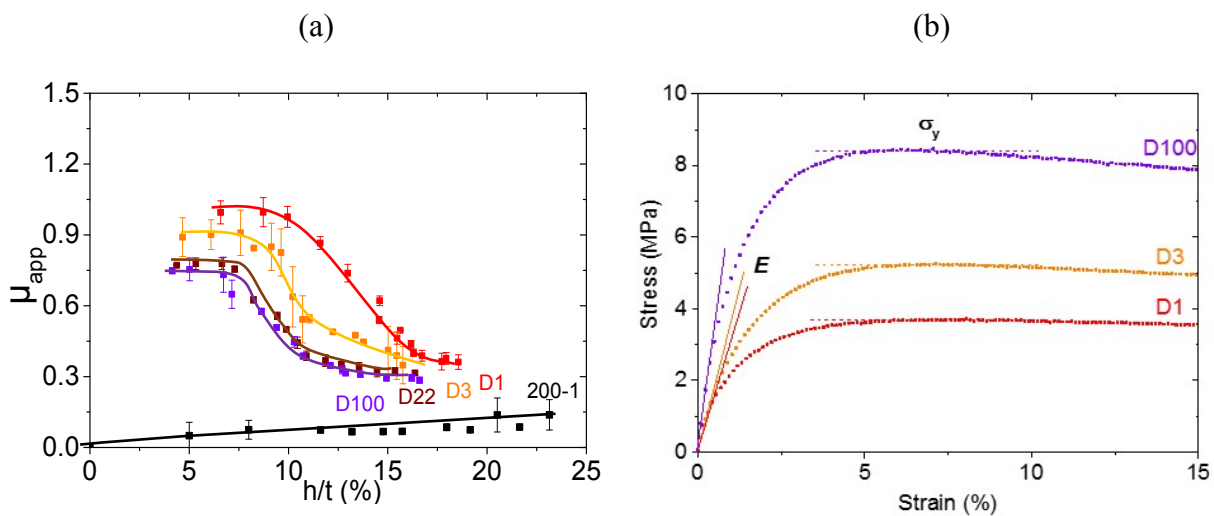 (a)
(b)
1.5
1.2
0.9
0.6
0.3
0.0
μapp
0 5 10 15 20 25
h/t (%)
D100
D22
D3
D1
200-1
10
8
6
4
2
0
Stress (MPa)
0 5 10 15
Strain (%)
σy
E
D100
D3
D1